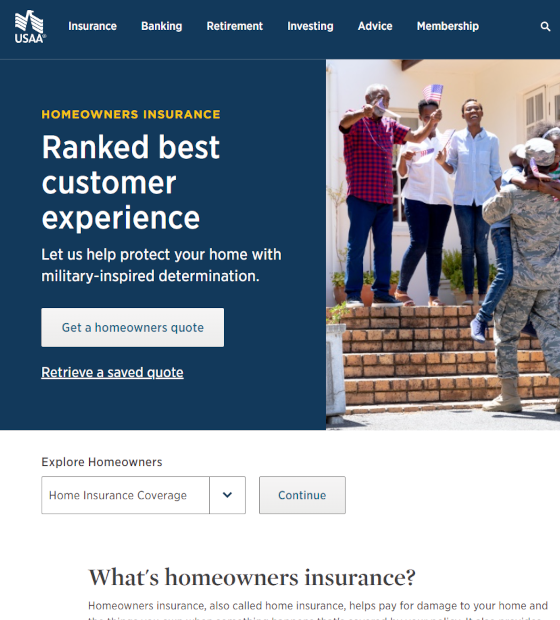 USAA®
Insurance Banking Retirement Investing Advice Membership
HOMEOWNERS INSURANCE
Ranked best
customer
experience
Let us help protect your home with
military-inspired determination.
Get a homeowners quote
Retrieve a saved quote
Explore Homeowners
Home Insurance Coverage
Continue
What's homeowners insurance?
Homeowners insurance, also called home insurance, helps pay for damage to your home and